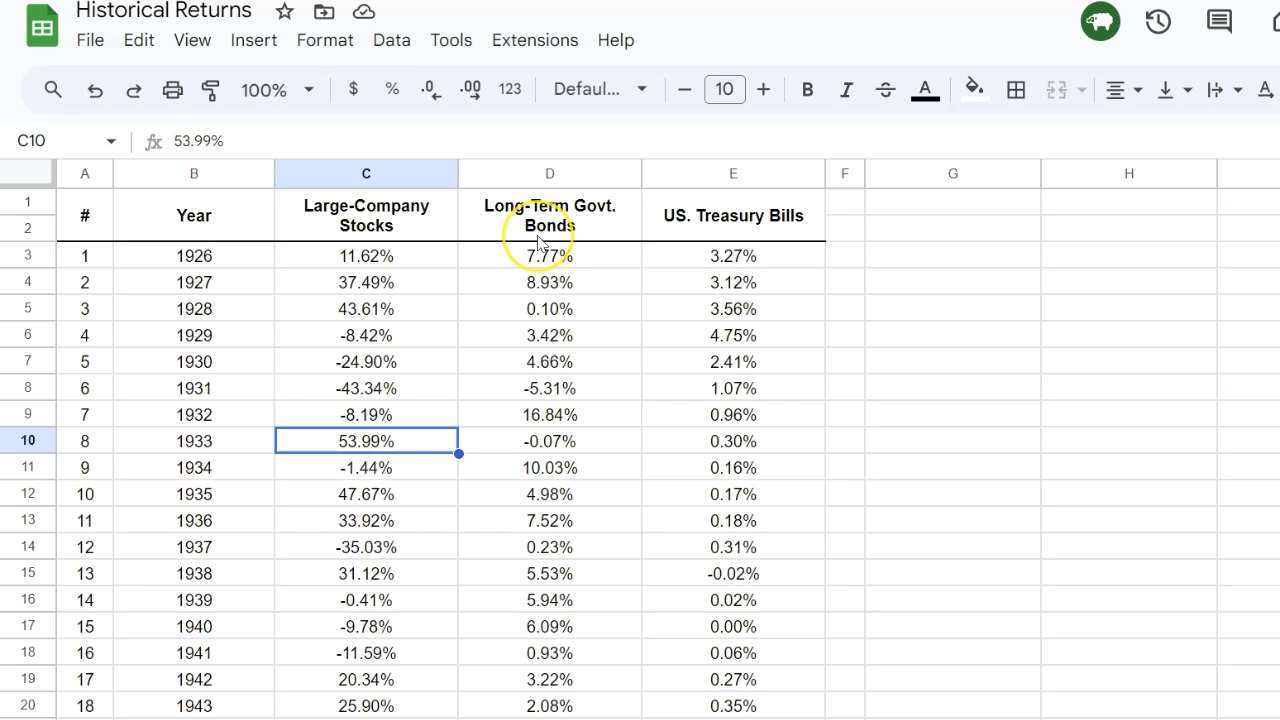 Historical Returns
File Edit View Insert Format Data Tools Extensions Help
100% $ % .0 .00 123 Defaul... − 10 + B I S A A
C10 fx 53.99%
A B C D E F G H
1 # Year Large-Company Long-Term Govt. US. Treasury Bills
2 Stocks Bonds
3 1 1926 11.62% 7.77% 3.27%
4 2 1927 37.49% 8.93% 3.12%
5 3 1928 43.61% 0.10% 3.56%
6 4 1929 -8.42% 3.42% 4.75%
7 5 1930 -24.90% 4.66% 2.41%
8 6 1931 -43.34% -5.31% 1.07%
9 7 1932 -8.19% 16.84% 0.96%
10 8 1933 53.99% -0.07% 0.30%
11 9 1934 -1.44% 10.03% 0.16%
12 10 1935 47.67% 4.98% 0.17%
13 11 1936 33.92% 7.52% 0.18%
14 12 1937 -35.03% 0.23% 0.31%
15 13 1938 31.12% 5.53% -0.02%
16 14 1939 -0.41% 5.94% 0.02%
17 15 1940 -9.78% 6.09% 0.00%
18 16 1941 -11.59% 0.93% 0.06%
19 17 1942 20.34% 3.22% 0.27%
20 18 1943 25.90% 2.08% 0.35%